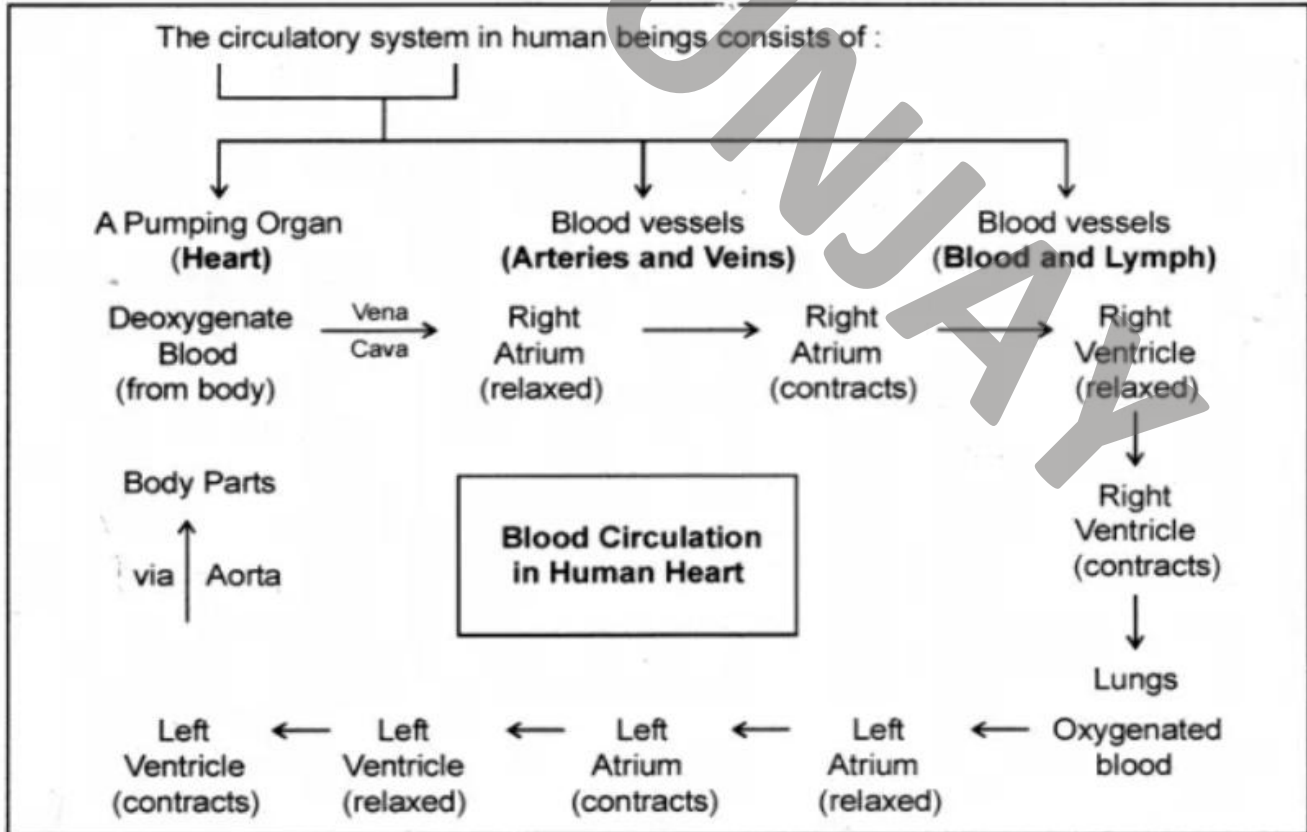 The circulatory system in human beings consists of :
A Pumping Organ
(Heart)
Blood vessels
(Arteries and Veins)
Blood vessels
(Blood and Lymph)
Deoxygenate
Blood
(from body)
Vena
Cava
Right
Atrium
(relaxed)
Right
Atrium
(contracts)
Right
Ventricle
(relaxed)
Right
Ventricle
(contracts)
Lungs
Oxygenated
blood
Left
Atrium
(relaxed)
Left
Atrium
(contracts)
Left
Ventricle
(relaxed)
Left
Ventricle
(contracts)
via Aorta
Body Parts
Blood Circulation
in Human Heart
UNJAY